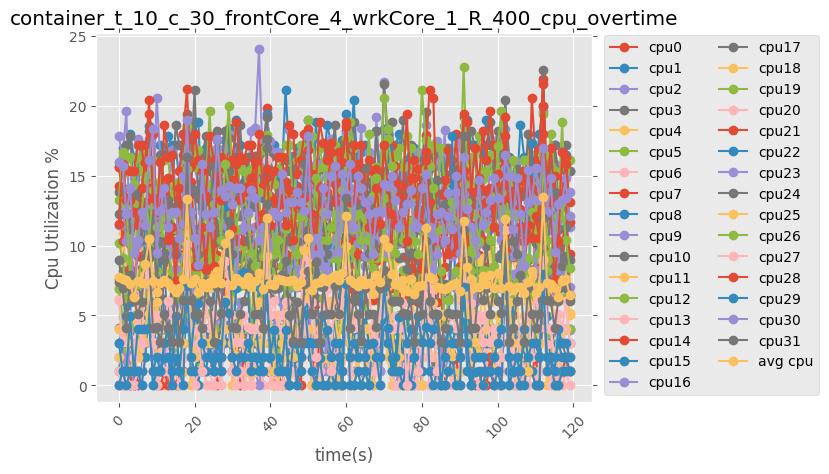 container_t_10_c_30_frontCore_4_wrkCore_1_R_400_cpu_overtime
25
20
15
10
5
0
Cpu Utilization %
0
20
40
60
80
100
120
time(s)
cpu0
cpu1
cpu2
cpu3
cpu4
cpu5
cpu6
cpu7
cpu8
cpu9
cpu10
cpu11
cpu12
cpu13
cpu14
cpu15
cpu16
cpu17
cpu18
cpu19
cpu20
cpu21
cpu22
cpu23
cpu24
cpu25
cpu26
cpu27
cpu28
cpu29
cpu30
cpu31
avg cpu